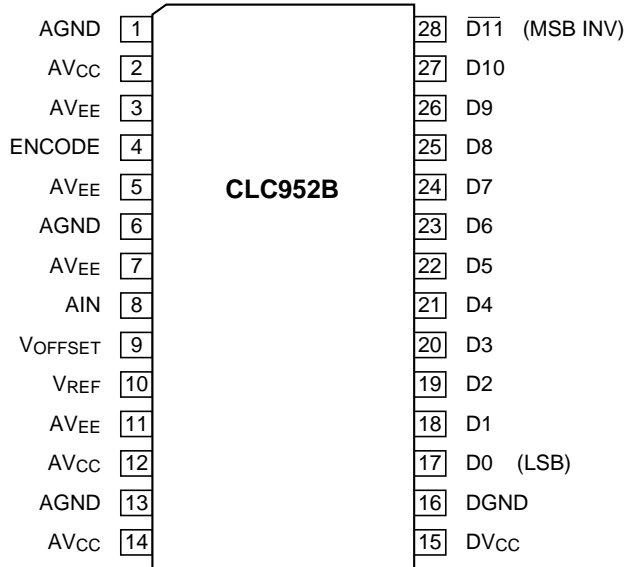 AGND 1 28 D̅1̅1̅ (MSB INV)
AVCC 2 27 D10
AVEE 3 26 D9
ENCODE 4 25 D8
AVEE 5 CLC952B 24 D7
AGND 6 23 D6
AVEE 7 22 D5
AIN 8 21 D4
VOFFSET 9 20 D3
VREF 10 19 D2
AVEE 11 18 D1
AVCC 12 17 D0 (LSB)
AGND 13 16 DGND
AVCC 14 15 DVCC